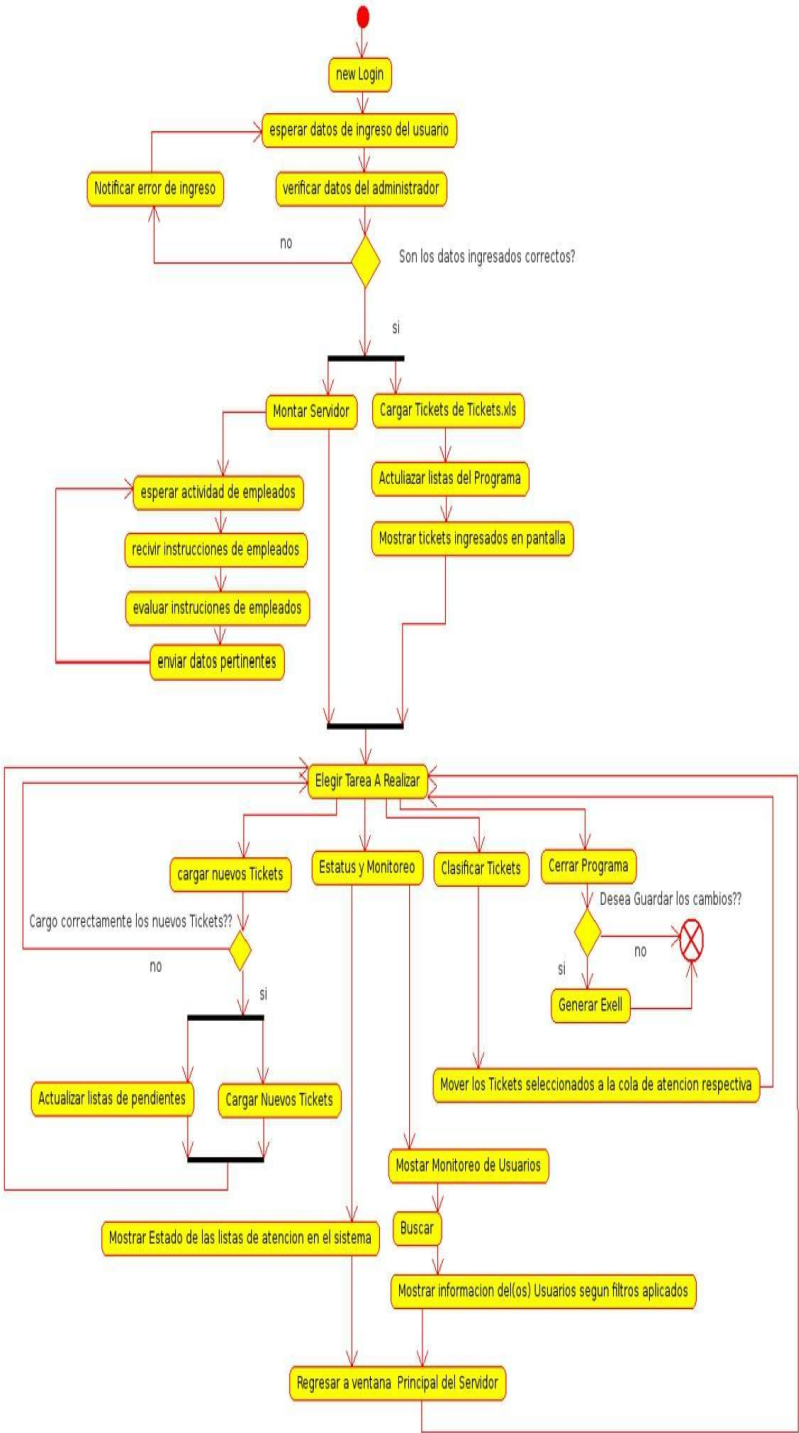 new Login
esperar datos de ingreso del usuario
Notificar error de ingreso
verificar datos del administrador
no
Son los datos ingresados correctos?
si
Montar Servidor
Cargar Tickets de Tickets.xls
esperar actividad de empleados
Actuliazar listas del Programa
recivir instrucciones de empleados
Mostrar tickets ingresados en pantalla
evaluar instruciones de empleados
enviar datos pertinentes
Elegir Tarea A Realizar
cargar nuevos Tickets
Estatus y Monitoreo
Clasificar Tickets
Cerrar Programa
Cargo correctamente los nuevos Tickets??
Desea Guardar los cambios??
no
si
no
si
Generar Exell
Actualizar listas de pendientes
Cargar Nuevos Tickets
Mover los Tickets seleccionados a la cola de atencion respectiva
Mostar Monitoreo de Usuarios
Mostrar Estado de las listas de atencion en el sistema
Buscar
Mostrar informacion del(os) Usuarios segun filtros aplicados
Regresar a ventana Principal del Servidor